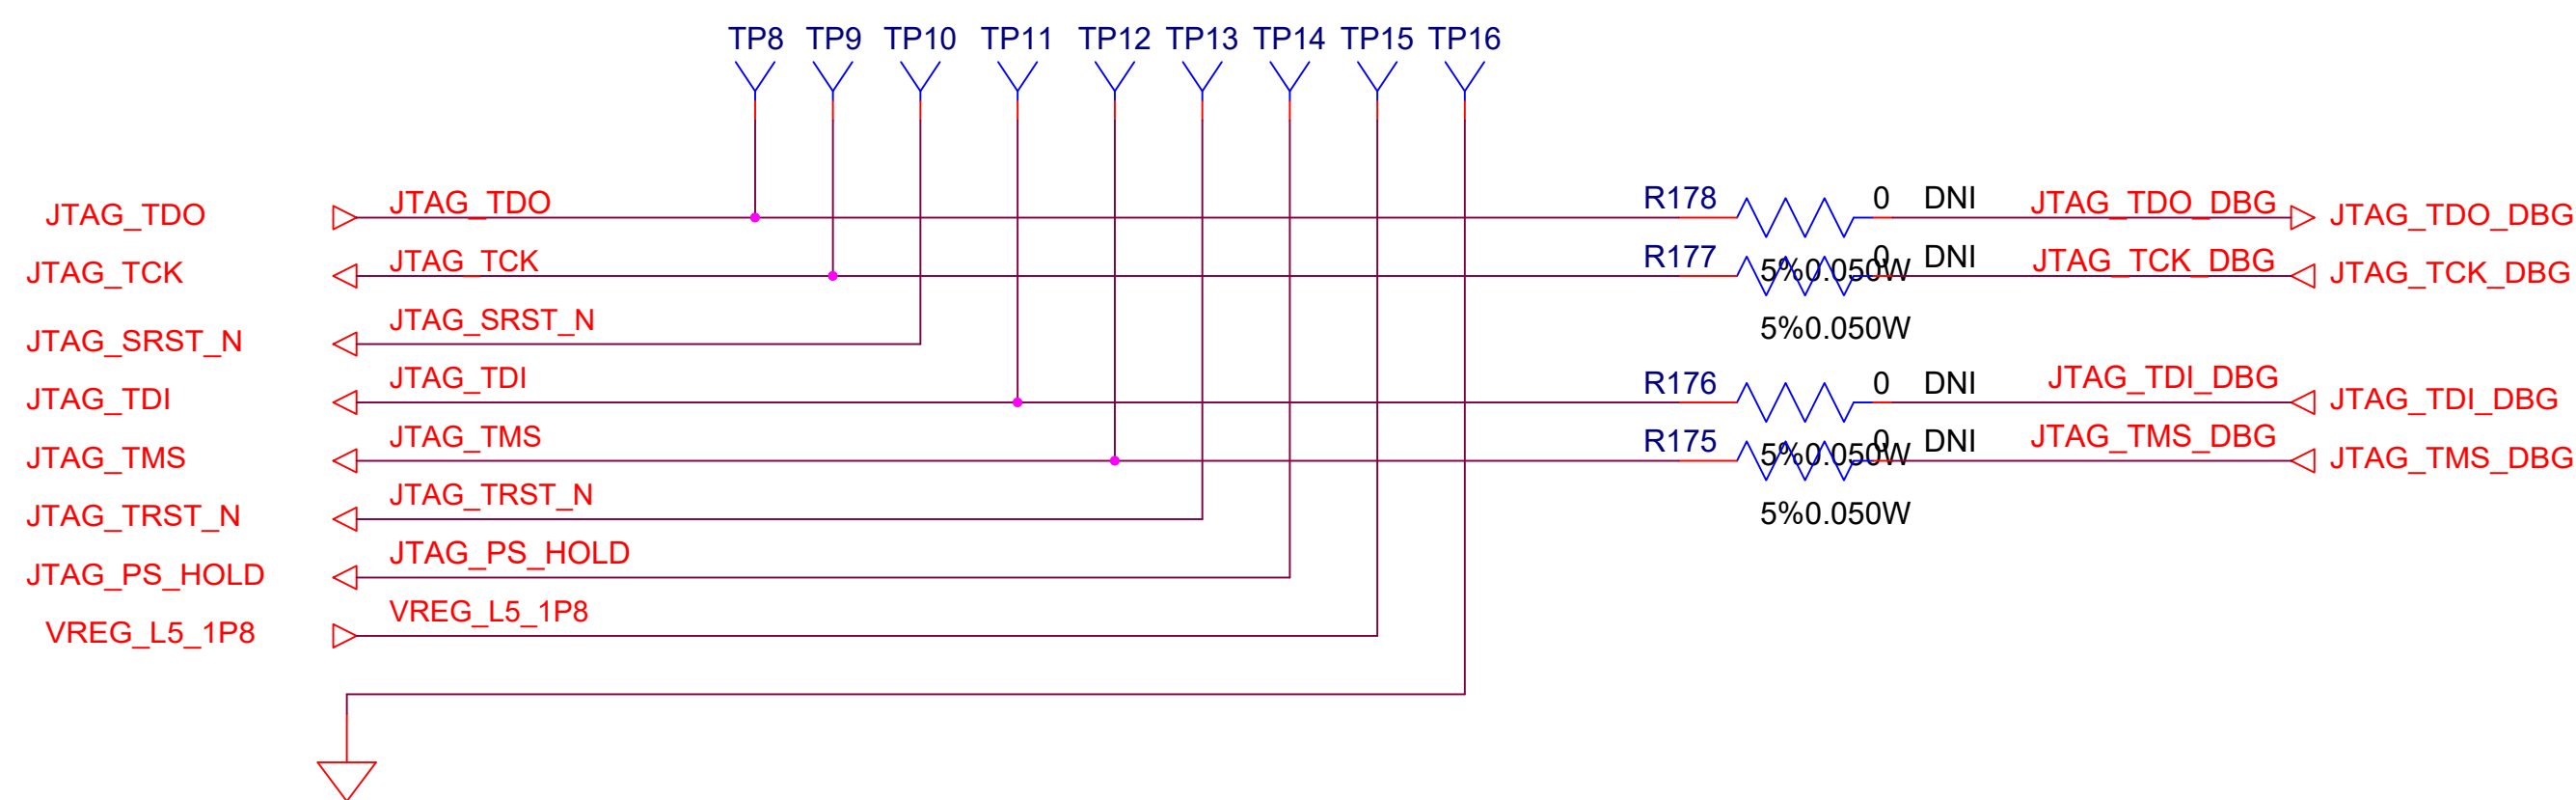 TP8 TP9 TP10 TP11 TP12 TP13 TP14 TP15 TP16
JTAG_TDO JTAG_TDO R178 0 DNI JTAG_TDO_DBG JTAG_TDO_DBG
5%0.050W
JTAG_TCK JTAG_TCK R177 0 DNI JTAG_TCK_DBG JTAG_TCK_DBG
5%0.050W
JTAG_SRST_N JTAG_SRST_N
JTAG_TDI JTAG_TDI R176 0 DNI JTAG_TDI_DBG JTAG_TDI_DBG
5%0.050W
JTAG_TMS JTAG_TMS R175 0 DNI JTAG_TMS_DBG JTAG_TMS_DBG
5%0.050W
JTAG_TRST_N JTAG_TRST_N
JTAG_PS_HOLD JTAG_PS_HOLD
VREG_L5_1P8 VREG_L5_1P8